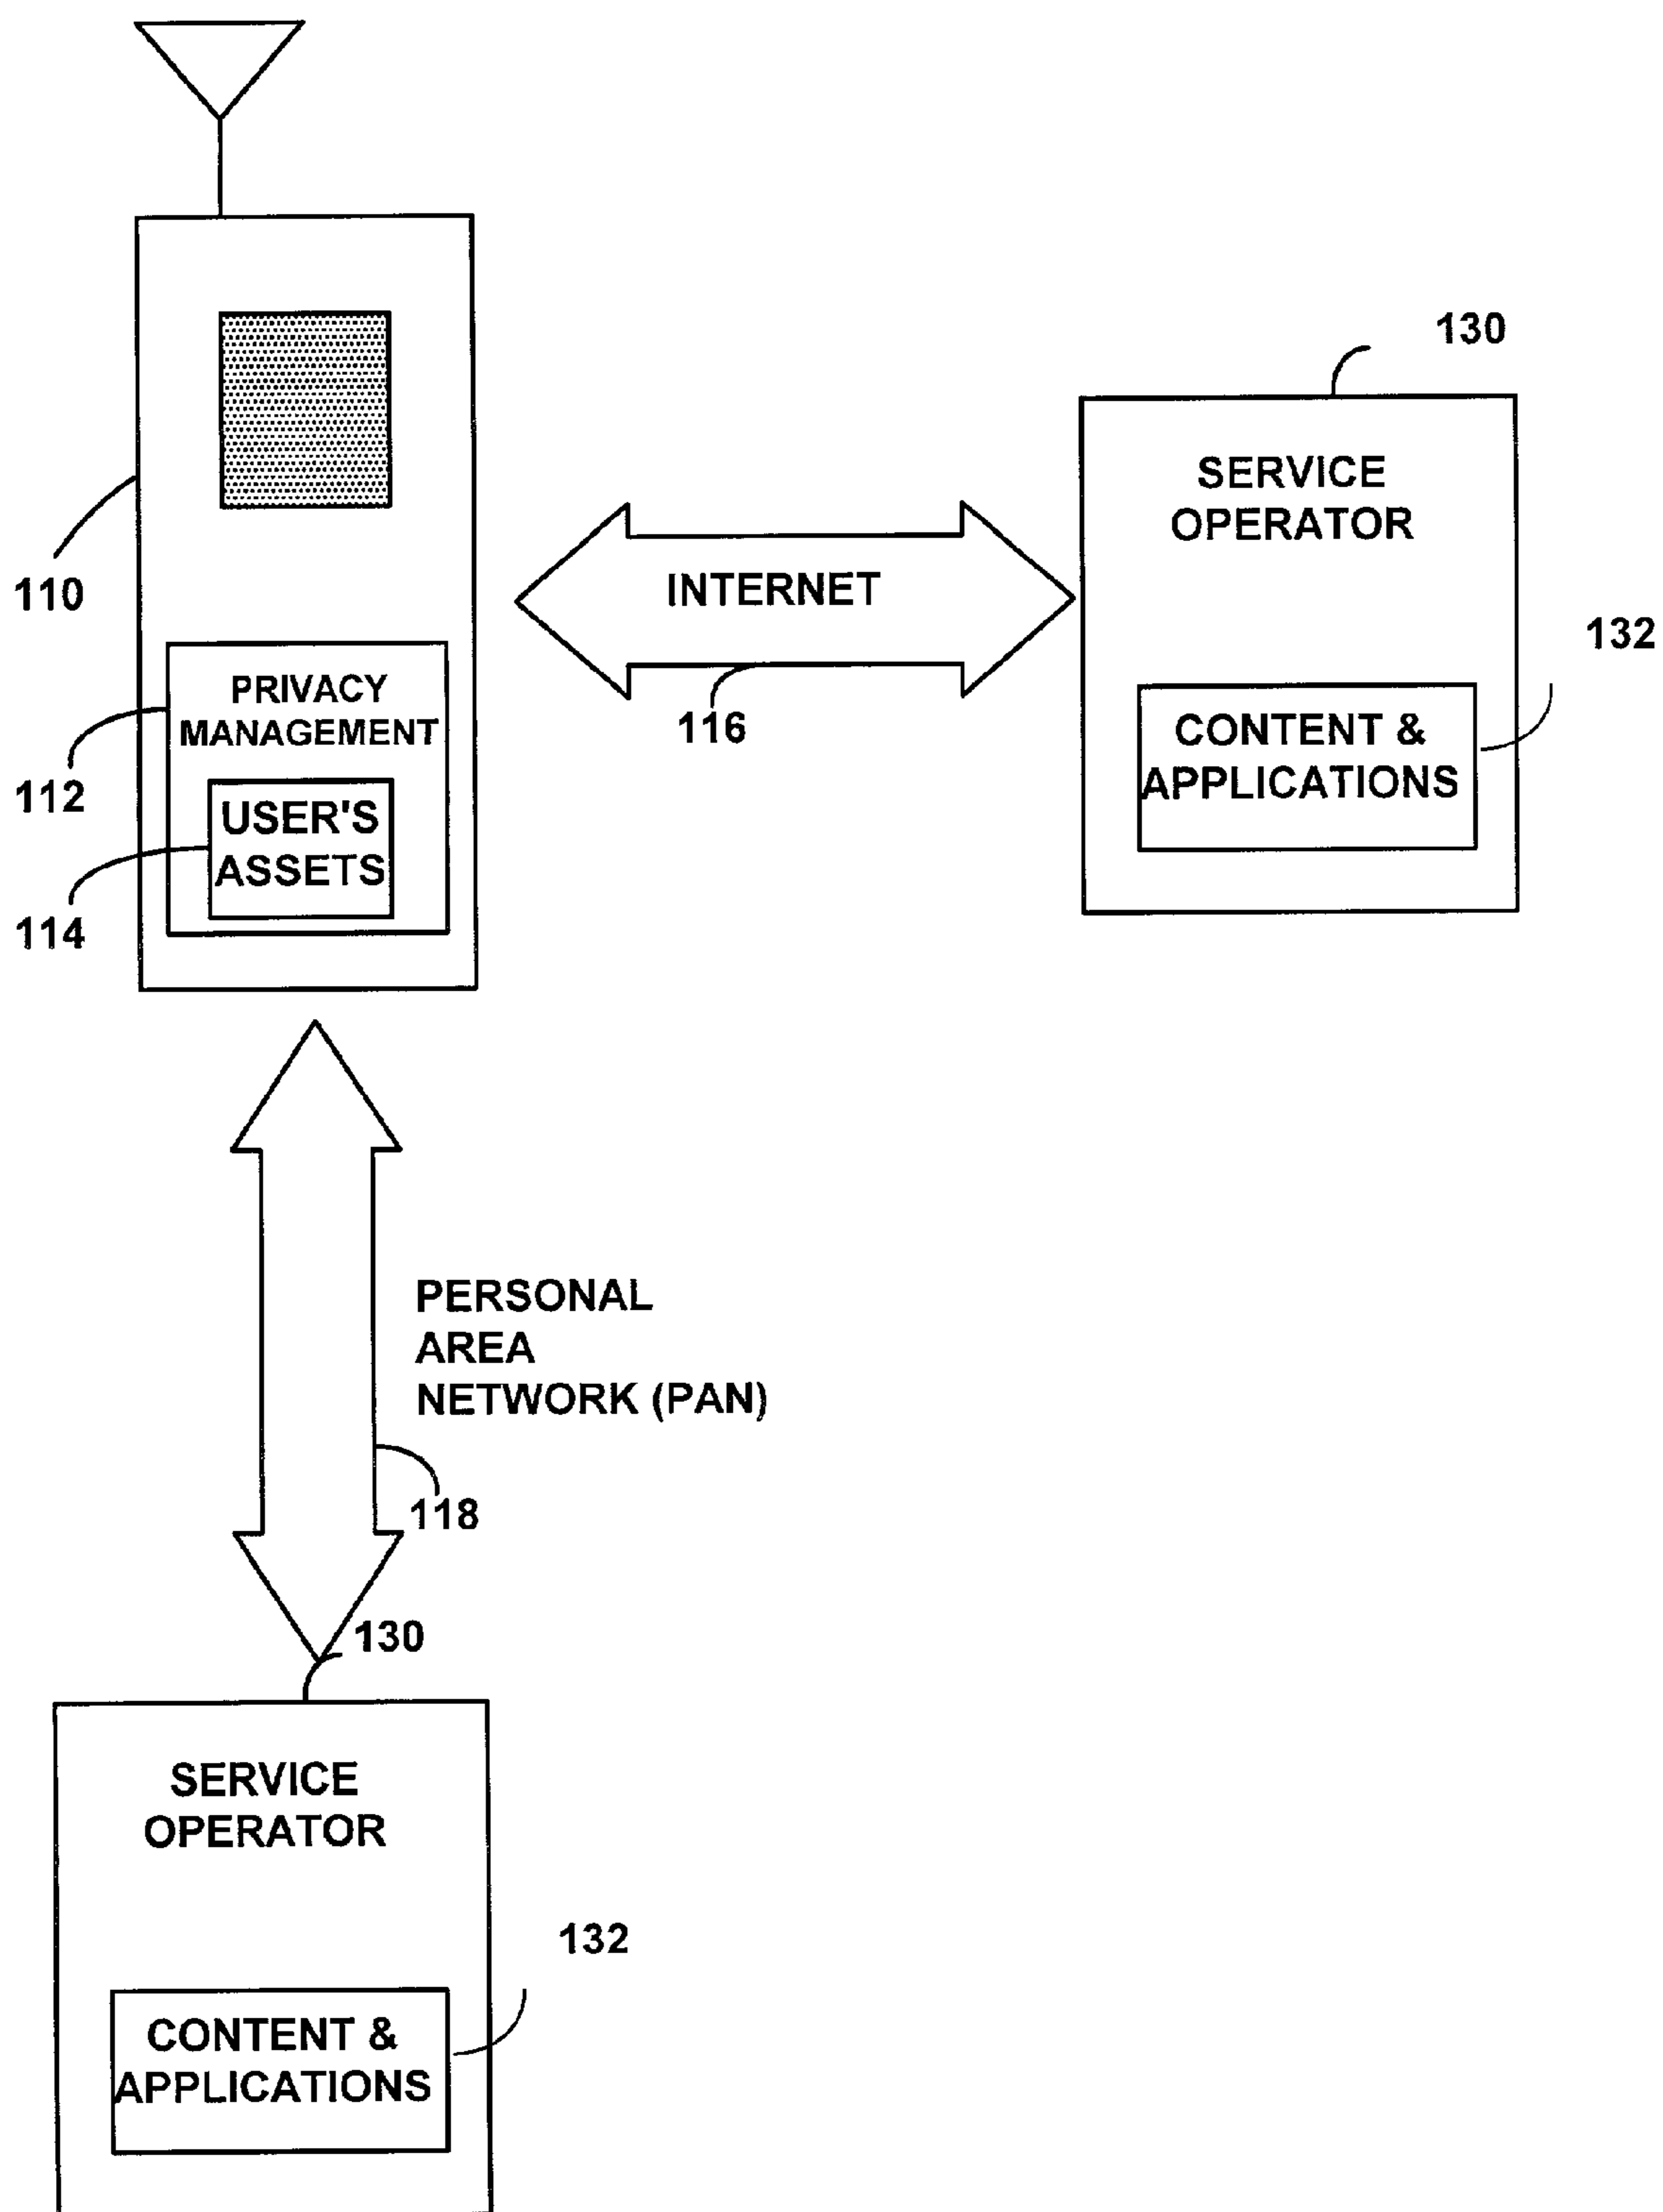 130
SERVICE
OPERATOR
110
INTERNET
132
PRIVACY
MANAGEMENT
116
CONTENT &
APPLICATIONS
112
USER'S
ASSETS
114
PERSONAL
AREA
NETWORK (PAN)
118
130
SERVICE
OPERATOR
132
CONTENT &
APPLICATIONS